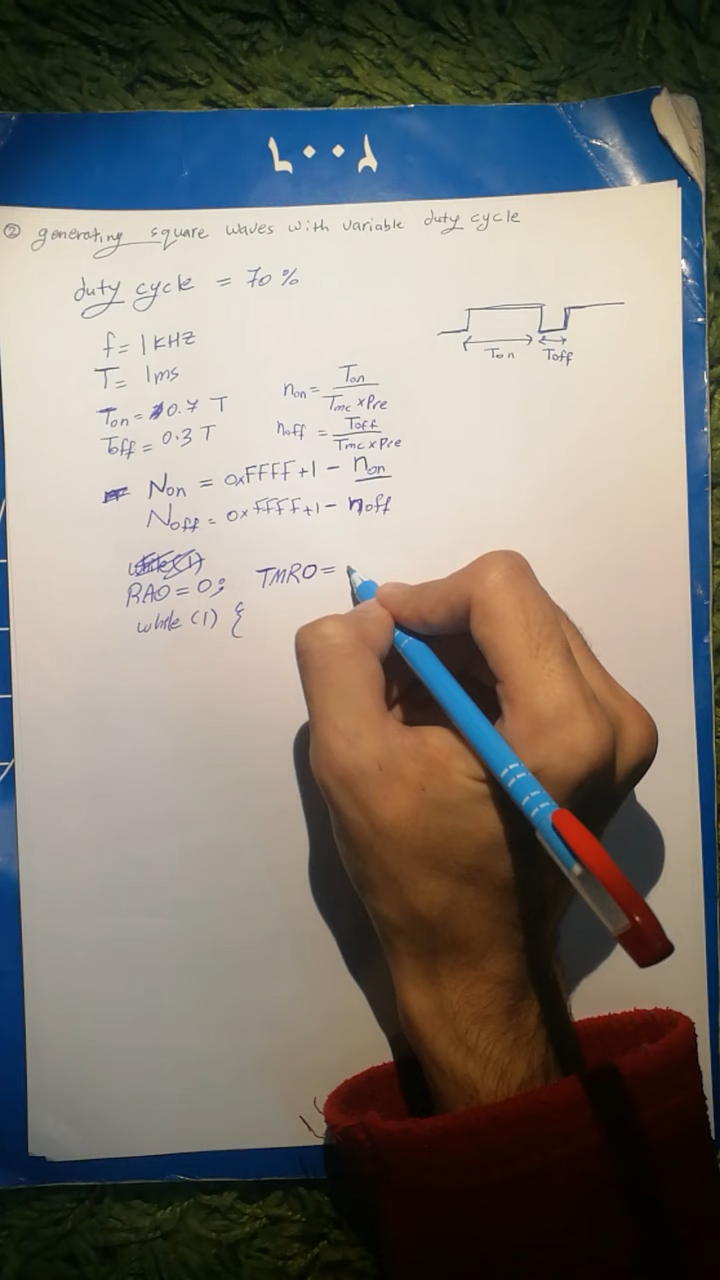 ② generating square waves with variable duty cycle
duty cycle = 70%
f= 1KHZ
T= 1ms
Ton = 0.7 T
Toff = 0.3 T
non = Ton / Tmc×Pre
noff = Toff / Tmc×Pre
Ton Toff
Non = 0xFFFF+1 - non
Noff = 0xFFFF+1 - noff
while(1)
RA0=0; TMR0=
while (1) {